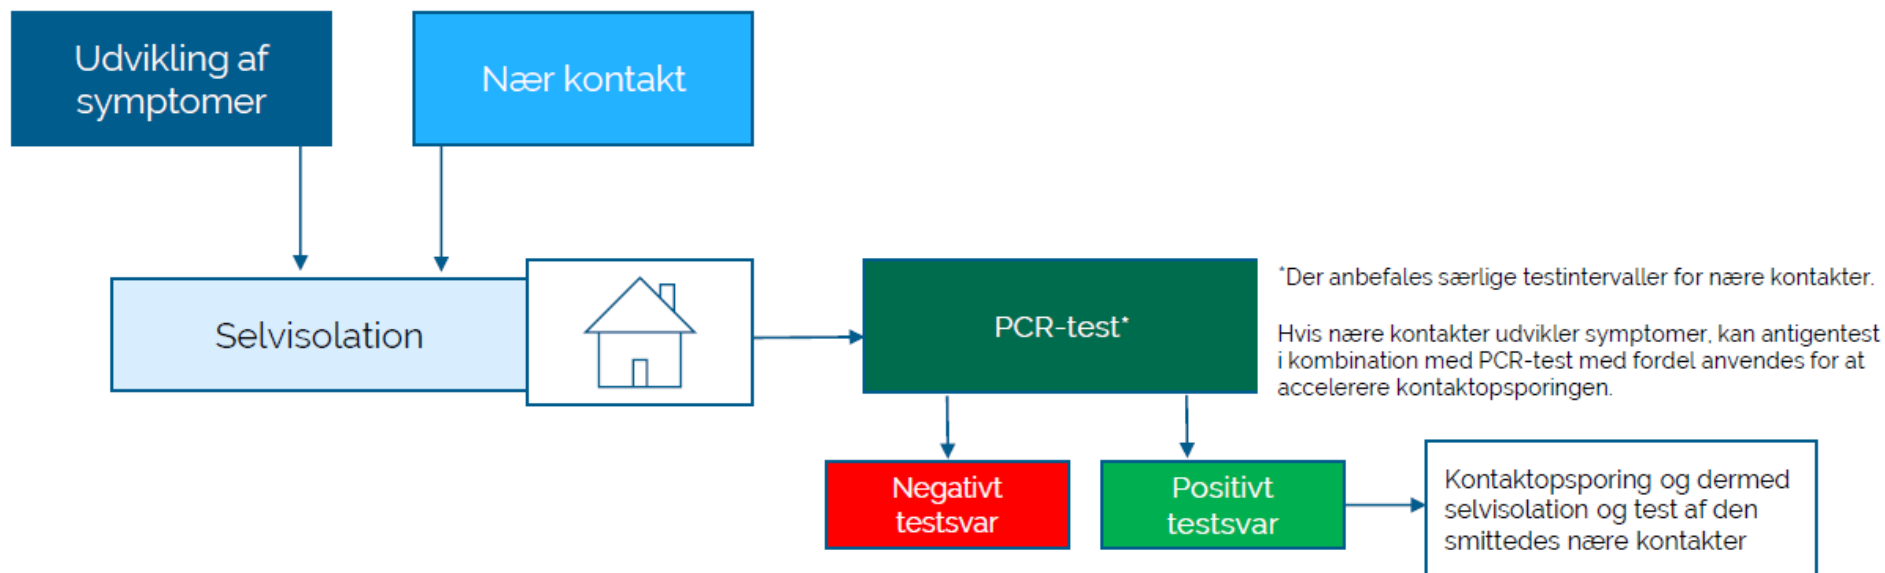 Udvikling af
symptomer
Nær kontakt
Selvisolation
PCR-test*
*Der anbefales særlige testintervaller for nære kontakter.
Hvis nære kontakter udvikler symptomer, kan antigentest
i kombination med PCR-test med fordel anvendes for at
accelerere kontaktopsporingen.
Negativt
testsvar
Positivt
testsvar
Kontaktopsporing og dermed
selvisolation og test af den
smittedes nære kontakter